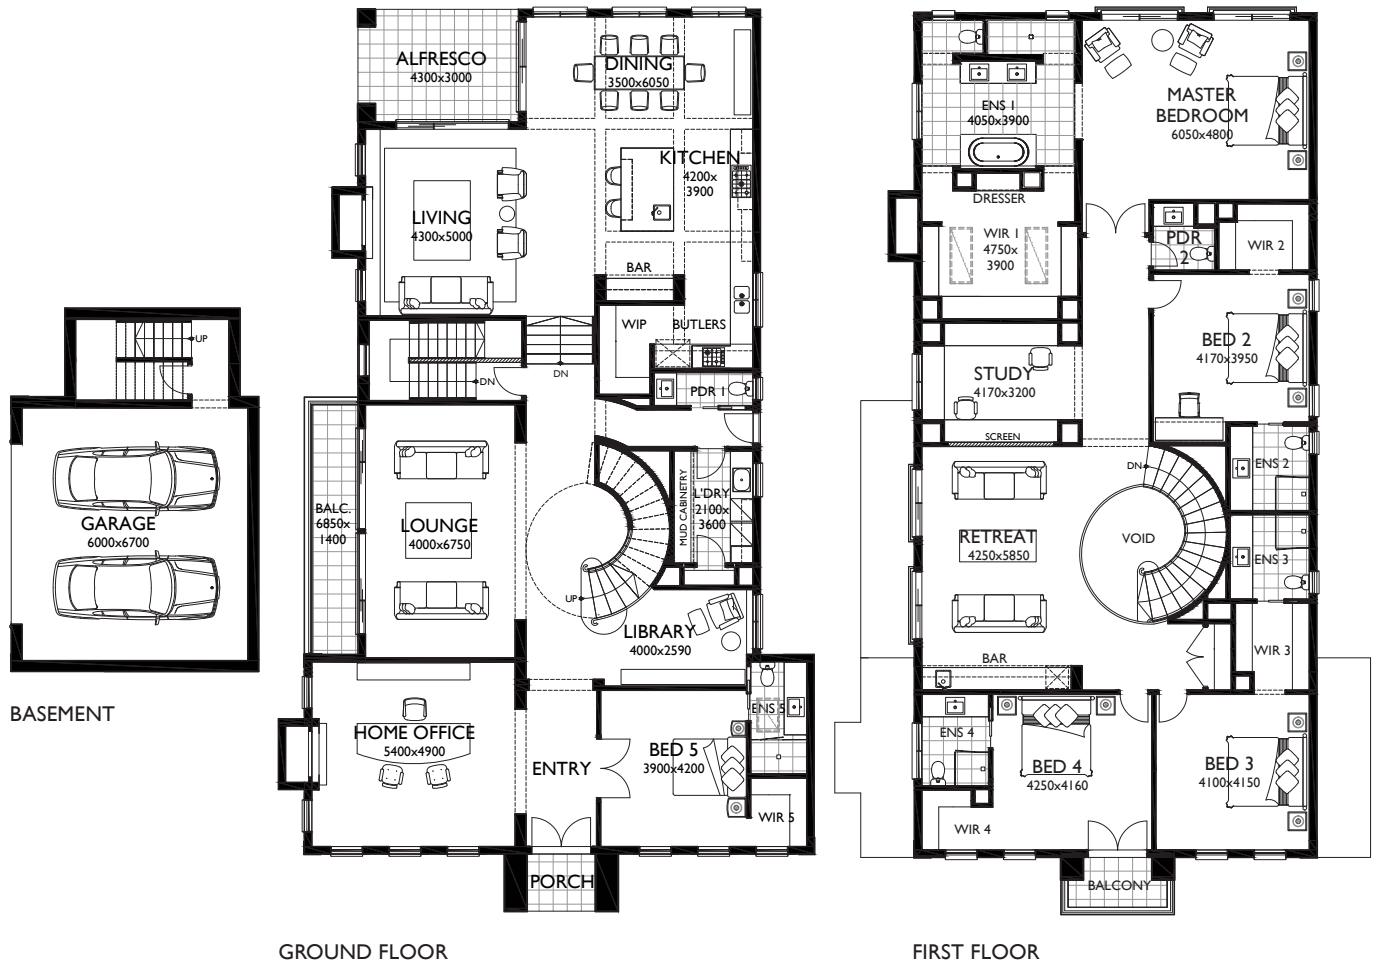 UP
GARAGE
6000x6700
BASEMENT
ALFRESCO
4300x3000
DINING
3500x6050
KITCHEN
4200x
3900
LIVING
4300x5000
BAR
WIP
BUTLERS
DN
DN
PDR 1
BALC.
6850x
1400
LOUNGE
4000x6750
MUD CABINETRY
L'DRY
2100x
3600
UP
LIBRARY
4000x2590
HOME OFFICE
5400x4900
ENTRY
BED 5
3900x4200
ENS 5
WIR 5
PORCH
GROUND FLOOR
ENS 1
4050x3900
MASTER
BEDROOM
6050x4800
DRESSER
WIR 1
4750x
3900
PDR
2
WIR 2
BED 2
4170x3950
STUDY
4170x3200
SCREEN
DN
ENS 2
RETREAT
4250x5850
VOID
ENS 3
BAR
WIR 3
ENS 4
BED 4
4250x4160
BED 3
4100x4150
WIR 4
BALCONY
FIRST FLOOR